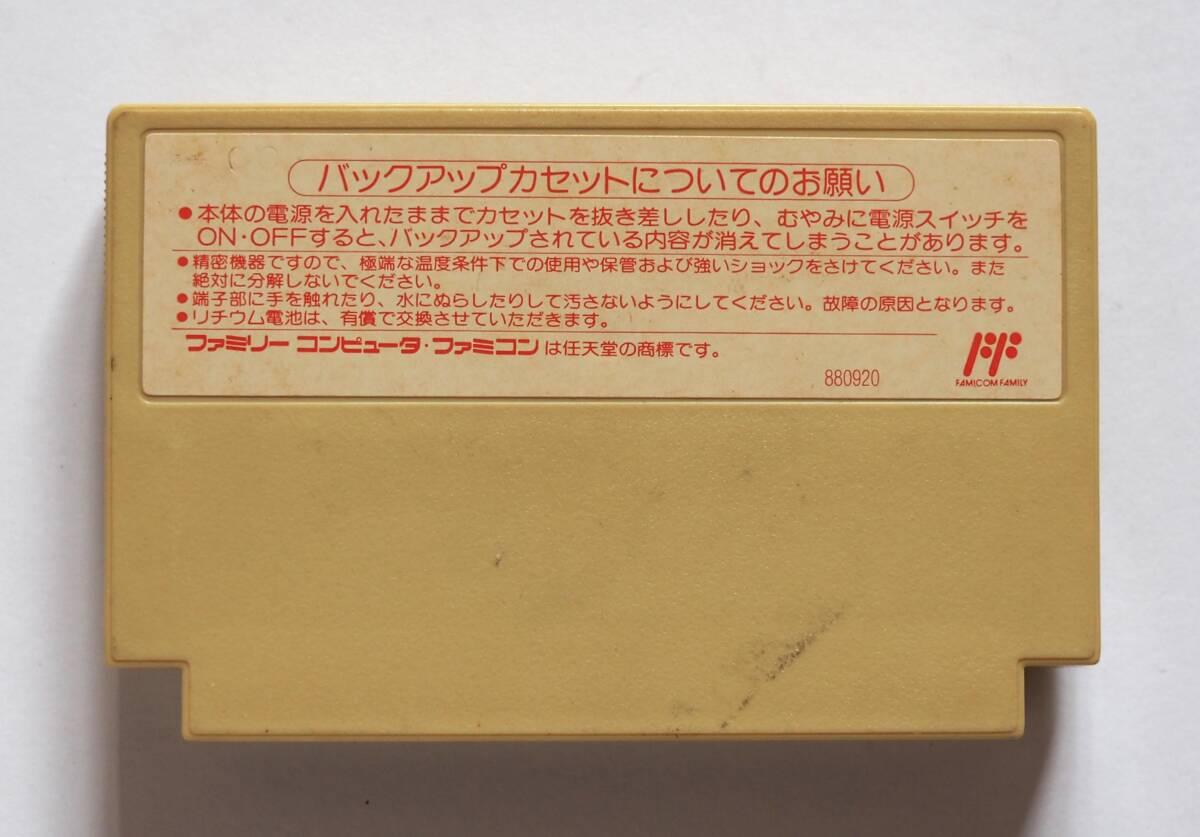 バックアップカセットについてのお願い
●本体の電源を入れたままでカセットを抜き差ししたり、むやみに電源スイッチを
ON・OFFすると、バックアップされている内容が消えてしまうことがあります。
●精密機器ですので、極端な温度条件下での使用や保管および強いショックをさけてください。また
絶対に分解しないでください。
●端子部に手を触れたり、水にぬらしたりして汚さないようにしてください。故障の原因となります。
●リチウム電池は、有償で交換させていただきます。
ファミリー コンピュータ・ファミコン は任天堂の商標です。
880920
FAMICOM FAMILY